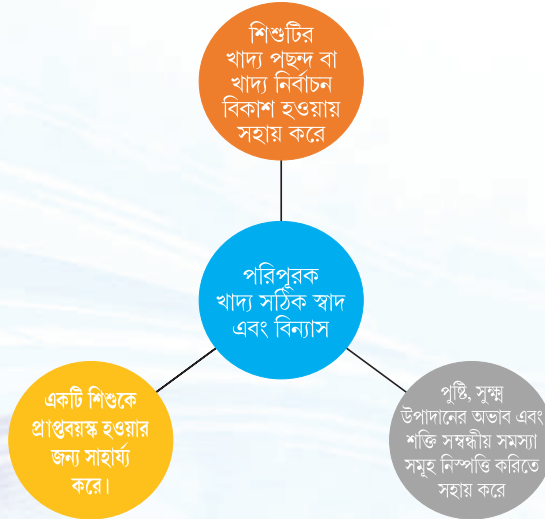 শিশুটির
খাদ্য পছন্দ বা
খাদ্য নির্বাচন
বিকাশ হওয়ায়
সহায় করে
পরিপূরক
খাদ্য সঠিক স্বাদ
এবং বিন্যাস
একটি শিশুকে
প্রাপ্তবয়স্ক হওয়ার
জন্য সাহার্য্য
করে।
পুষ্টি, সুক্ষ্ম
উপাদানের অভাব এবং
শক্তি সম্বন্ধীয় সমস্যা
সমূহ নিস্পত্তি করিতে
সহায় করে